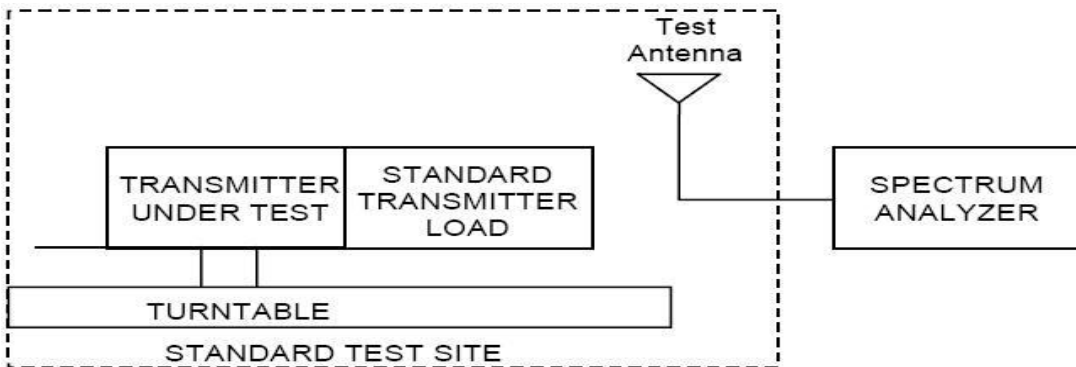 Test
Antenna
TRANSMITTER
UNDER TEST
STANDARD
TRANSMITTER
LOAD
SPECTRUM
ANALYZER
TURNTABLE
STANDARD TEST SITE